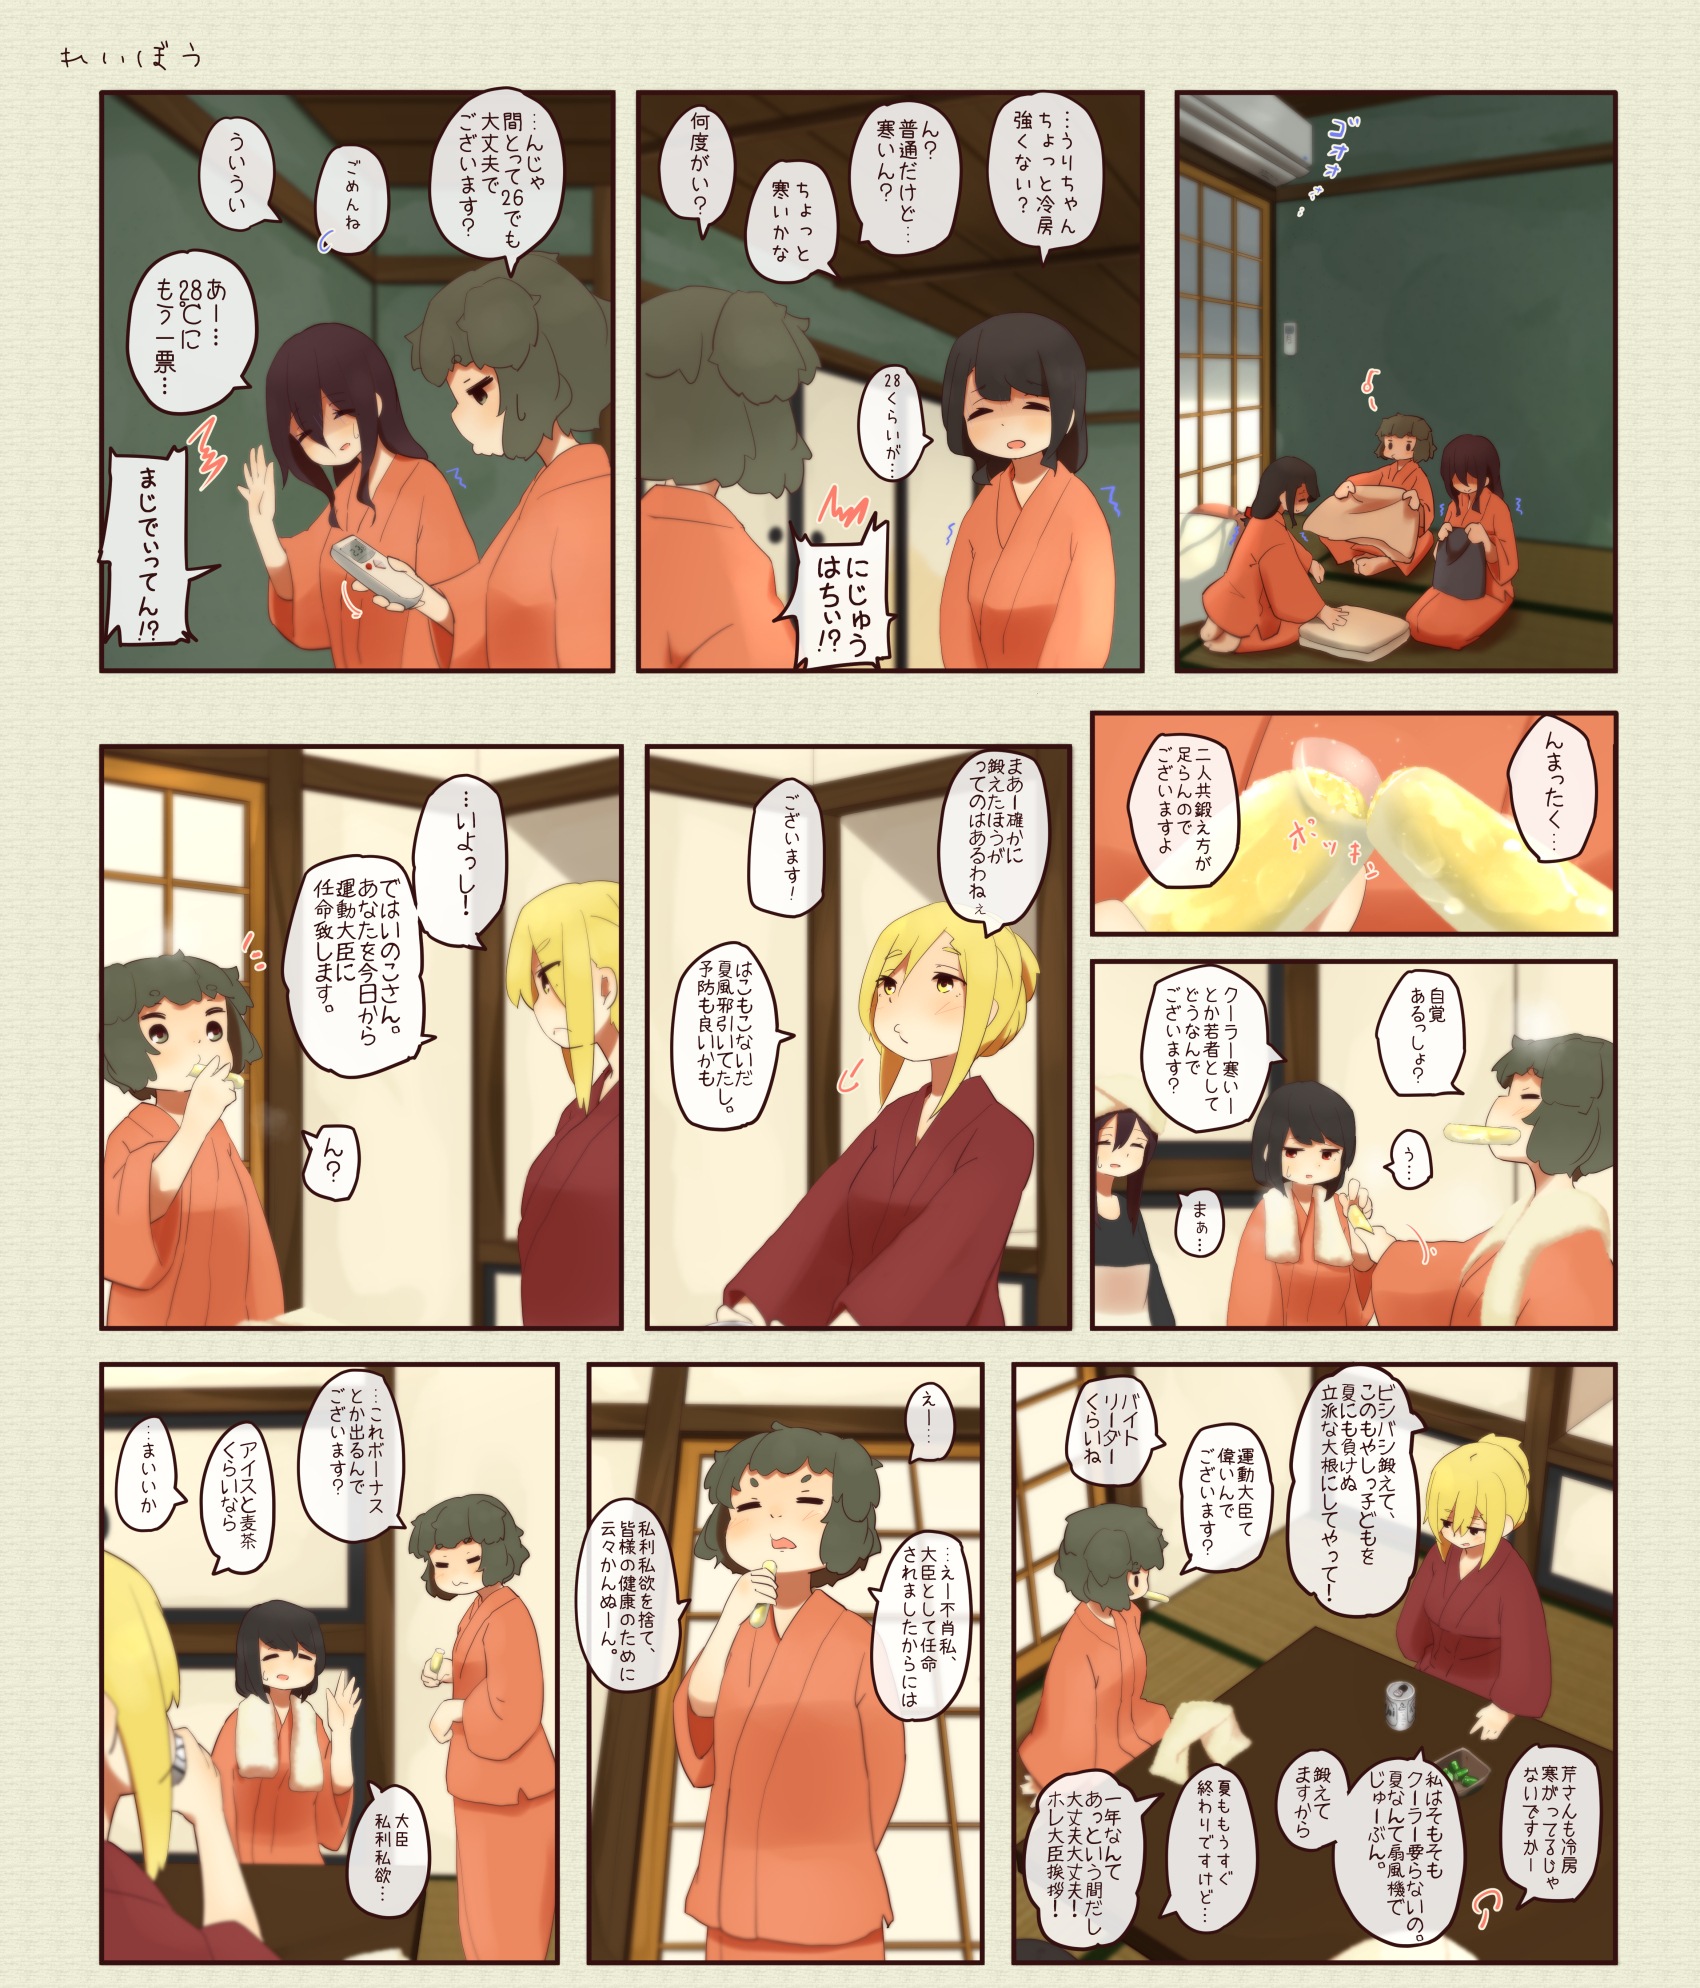 れいぼう
ゴオオ
…うりちゃん
ちょっと冷房
強くない?
ん?
普通だけど…
寒いん?
ちょっと
寒いかな
何度がい?
28くらいが…
にじゅう
はちぃ!?
…んじゃ
間とって26でも
大丈夫で
ございます?
ごめんね
ういうい
あー…
28℃に
もう一票…
まじでいってん!?
んまったく…
ポッキン
二人共鍛え方が
足らんので
ございますよ
自覚
あるっしょ?
う…
クーラー寒いー
とか若者として
どうなんで
ございます?
まぁ…
まあー確かに
鍛えたほうが
ってのはあるわねぇ
ございます!
はこもこないだ
夏風邪引いてたし。
予防も良いかも
…いよっし!
ではいのこさん。
あなたを今日から
運動大臣に
任命致します。
ん?
ビシバシ鍛えて、
このもやしっ子どもを
夏にも負けぬ
立派な大根にしてやって!
運動大臣て
偉いんで
ございます?
バイト
リーダー
くらいね
芹さんも冷房
寒がってるじゃ
ないですかー
私はそもそも
クーラー要らないの。
夏なんて扇風機で
じゅーぶん。
鍛えて
ますから
夏ももうすぐ
終わりですけど…
一年なんて
あっという間だし
大丈夫大丈夫!
ホレ大臣挨拶!
えー…
…えー不肖私、
大臣として任命
されましたからには
私利私欲を捨て、
皆様の健康のために
云々かんぬーん。
…これボーナス
とか出るんで
ございます?
アイスと麦茶
くらいなら
…まいいか
大臣
私利私欲…